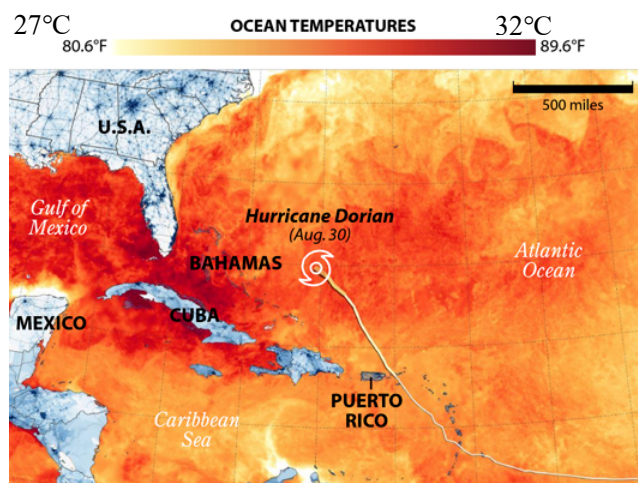 27°C
OCEAN TEMPERATURES
32°C
80.6°F
89.6°F
500 miles
U.S.A.
Gulf of
Mexico
Hurricane Dorian
(Aug. 30)
Atlantic
Ocean
BAHAMAS
MEXICO
CUBA
PUERTO
RICO
Caribbean
Sea